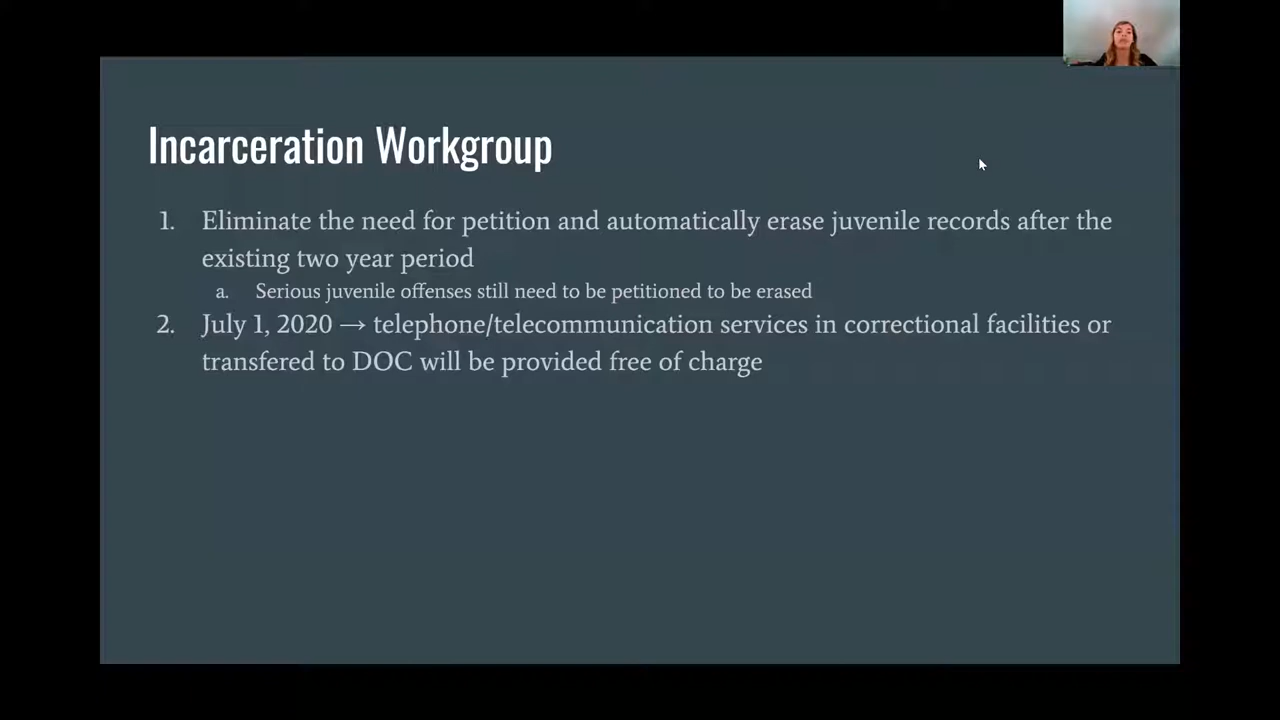 Incarceration Workgroup
1. Eliminate the need for petition and automatically erase juvenile records after the
existing two year period
a. Serious juvenile offenses still need to be petitioned to be erased
2. July 1, 2020 → telephone/telecommunication services in correctional facilities or
transfered to DOC will be provided free of charge